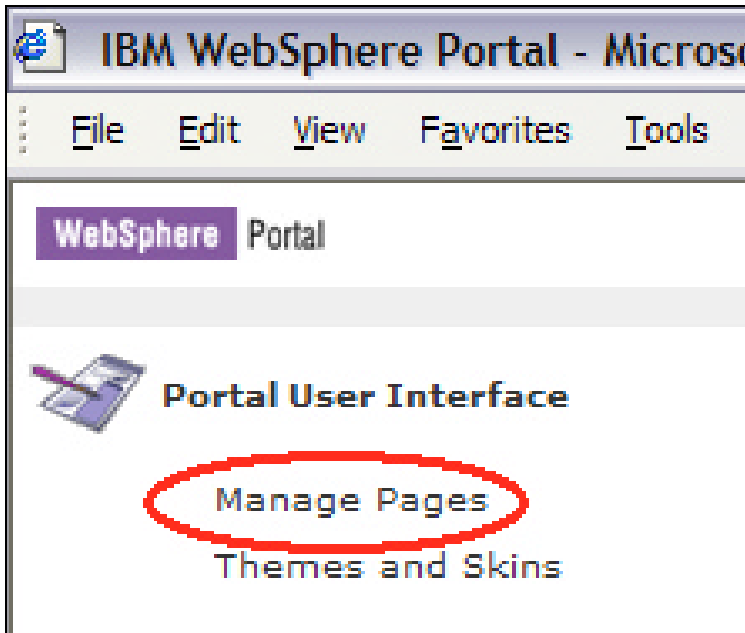 IBM WebSphere Portal - Microso
File Edit View Favorites Tools
WebSphere Portal
Portal User Interface
Manage Pages
Themes and Skins